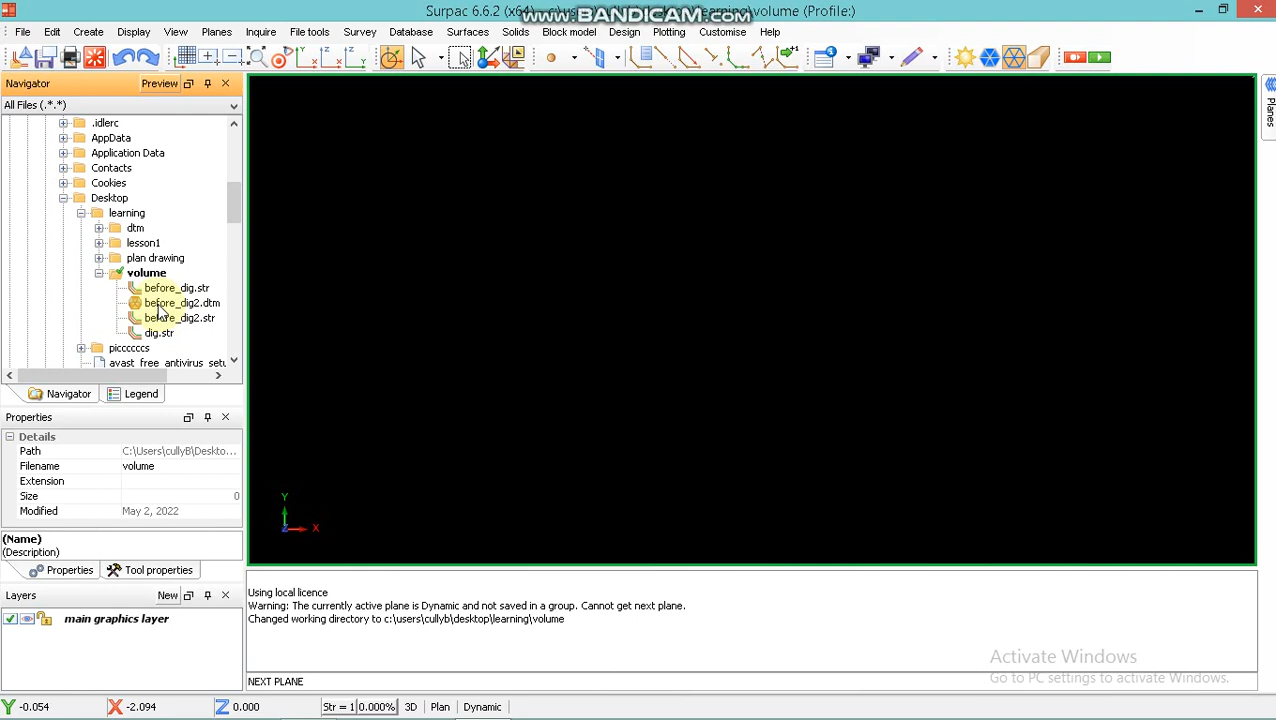 Surpac 6.6.2 (x64)
www.BANDICAM.com
\volume (Profile:)
File Edit Create Display View Planes Inquire File tools Survey Database Surfaces Solids Block model Design Plotting Customise Help
Navigator Preview
All Files (.*.*)
.idlerc
AppData
Application Data
Contacts
Cookies
Desktop
learning
dtm
lesson1
plan drawing
volume
before_dig.str
before_dig2.dtm
before_dig2.str
dig.str
picccccs
avast free antivirus setu
Navigator Legend
Properties
Details
Path C:\Users\cullyB\Deskto...
Filename volume
Extension
Size 0
Modified May 2, 2022
(Name)
(Description)
Properties Tool properties
Layers New
main graphics layer
Planes
Y
X
Z
Using local licence
Warning: The currently active plane is Dynamic and not saved in a group. Cannot get next plane.
Changed working directory to c:\users\cullyb\desktop\learning\volume
NEXT PLANE
Activate Windows
Go to PC settings to activate Windows.
Y -0.054 X -2.094 Z 0.000 Str = 1 0.000% 3D Plan Dynamic